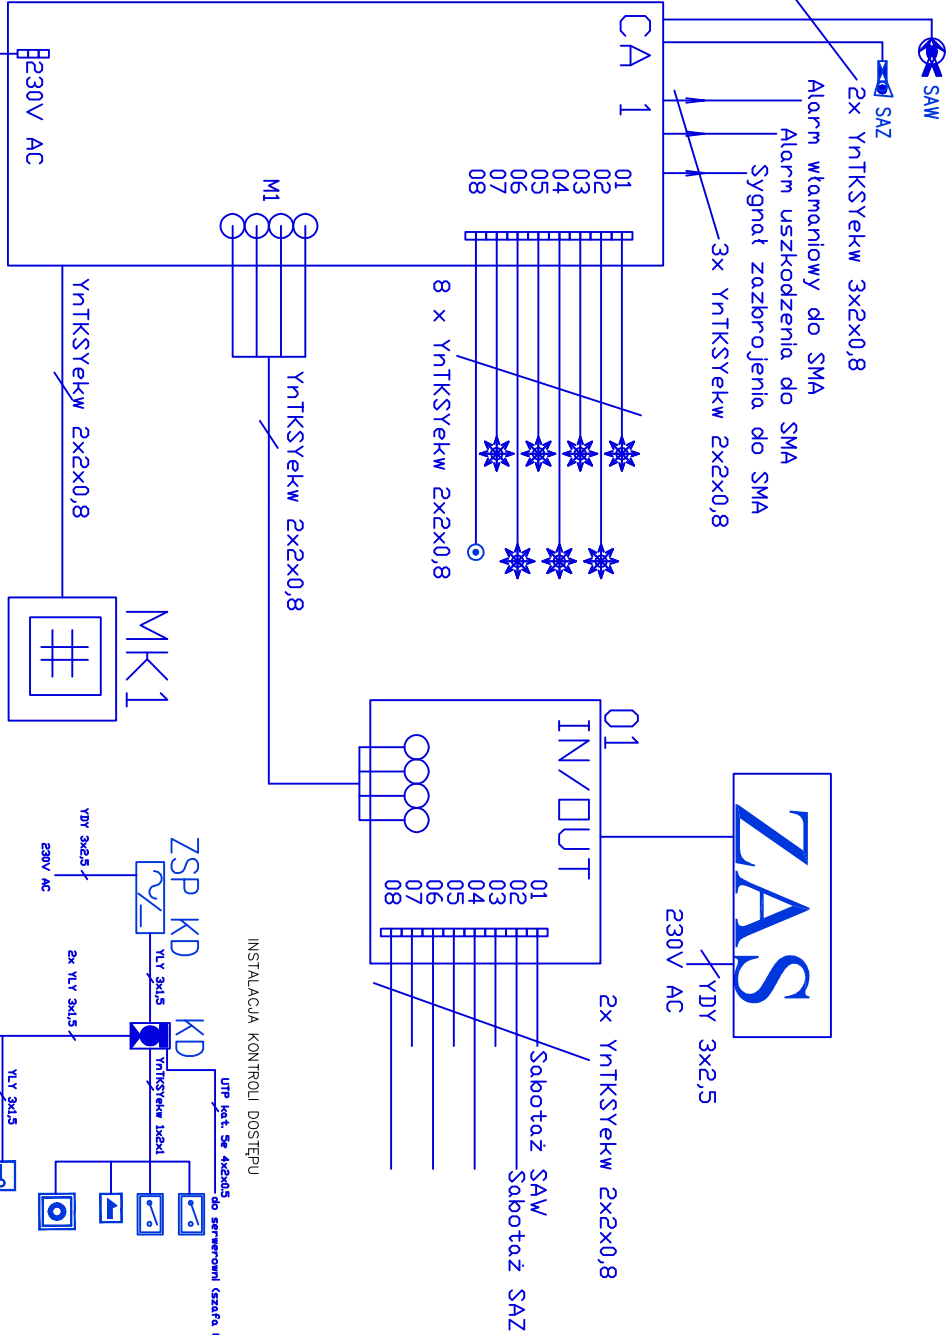 SAW
SAZ
2x YnTKSYekw 3x2x0,8
Alarm włamaniowy do SMA
Alarm uszkodzenia do SMA
Sygnał zazbrojenia do SMA
3x YnTKSYekw 2x2x0,8
CA 1
01
02
03
04
05
06
07
08
8 x YnTKSYekw 2x2x0,8
M1
YnTKSYekw 2x2x0,8
230V AC
YnTKSYekw 2x2x0,8
MK1
ZAS
YDY 3x2,5
230V AC
01
IN/OUT
01
02
03
04
05
06
07
08
2x YnTKSYekw 2x2x0,8
Sabotaż SAW
Sabotaż SAZ
INSTALACJA KONTROLI DOSTĘPU
ZSP KD
YDY 3x2,5
230V AC
YLY 3x1,5
KD
2x YLY 3x1,5
YnTKSYekw 1x2x1
UTP kat. 5e 4x2x0.5
do serwerowni (szafa
YLY 3x1,5